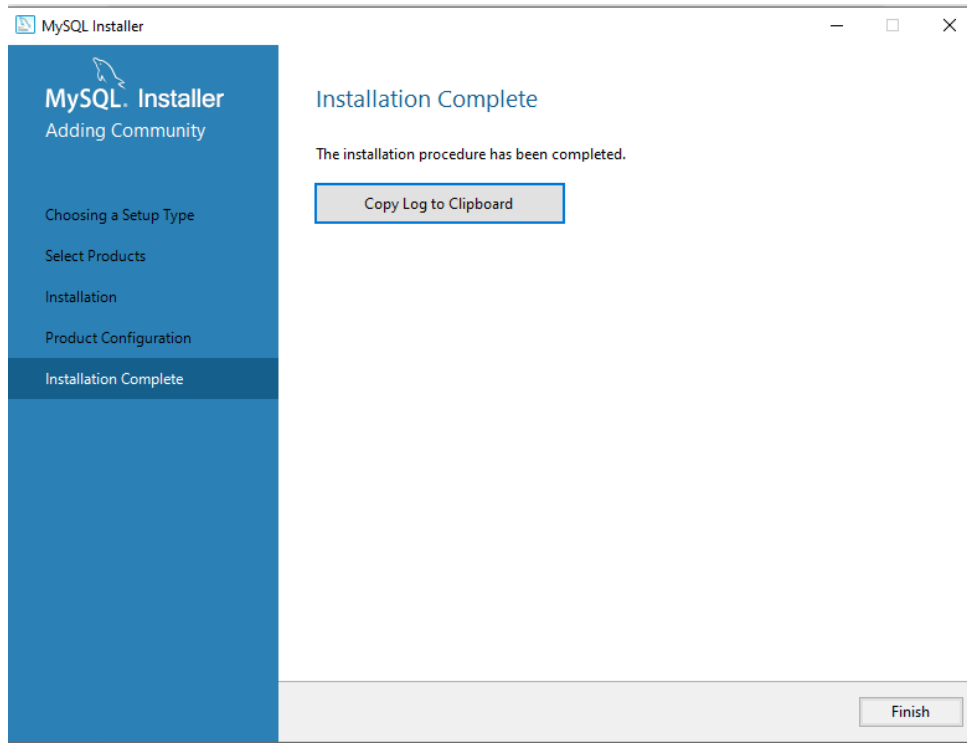 MySQL Installer
MySQL. Installer
Adding Community
Choosing a Setup Type
Select Products
Installation
Product Configuration
Installation Complete
Installation Complete
The installation procedure has been completed.
Copy Log to Clipboard
Finish